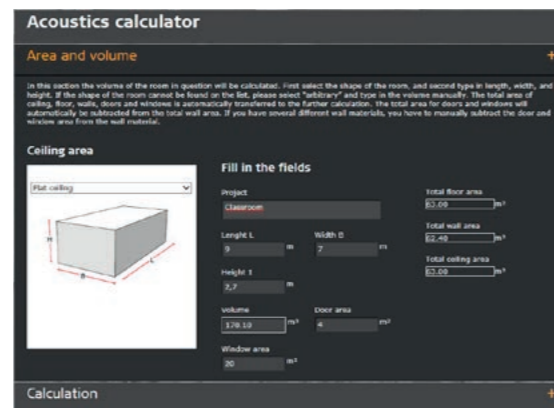 Acoustics calculator
Area and volume +
In this section the volume of the room in question will be calculated. First select the shape of the room, and second type in length, width, and
height. If the shape of the room cannot be found on the list, please select "arbitrary" and type in the volume manually. The total area of
ceiling, floor, walls, doors and windows is automatically transferred to the further calculation. The total area for doors and windows will
automatically be subtracted from the total wall area. If you have several different wall materials, you have to manually subtract the door and
window area from the wall material.
Ceiling area
Fill in the fields
Flat ceiling
H
B
L
Project
Classroom
Total floor area
63.00 m²
Lenght L
Width B
9 m
7 m
Total wall area
62.40 m²
Height I
2,7 m
Total ceiling area
63.00 m²
Volume
Door area
170.10 m³
4 m²
Window area
20 m²
Calculation +